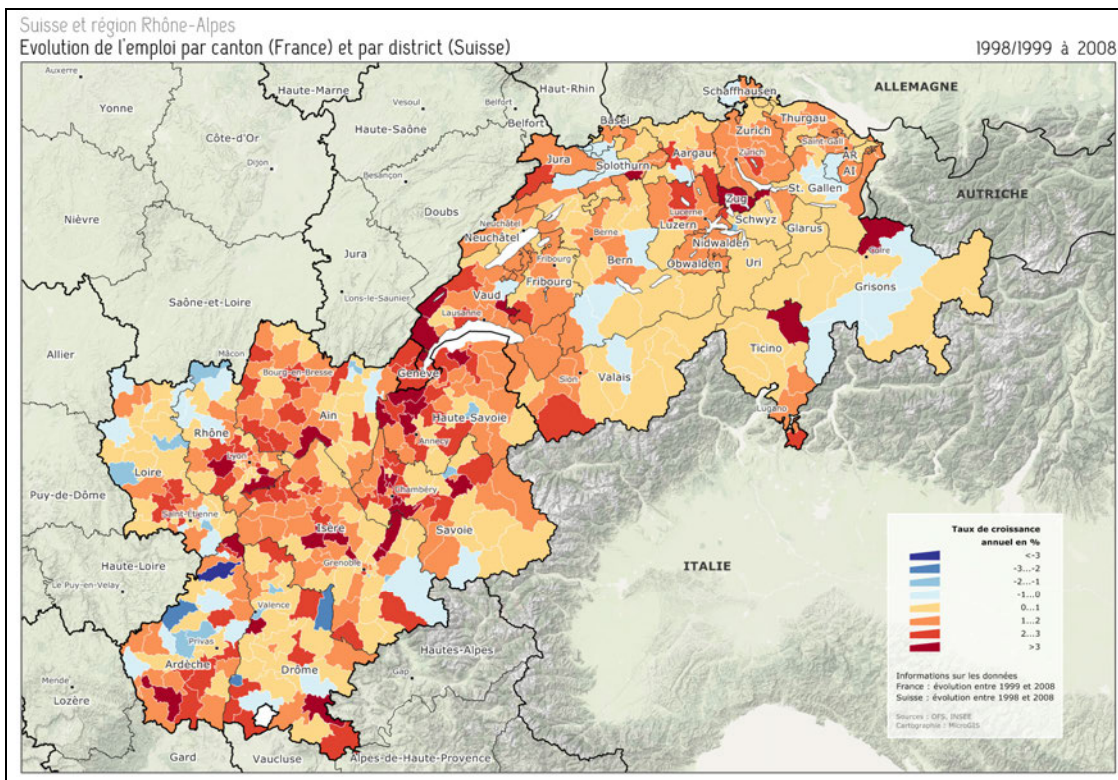 Suisse et région Rhône-Alpes
Evolution de l'emploi par canton (France) et par district (Suisse)
1998/1999 à 2008
Auxerre
Yonne
Haute-Marne
Vesoul
Haute-Saône
Belfort
Belfort
Haut-Rhin
Schaffhausen
ALLEMAGNE
Côte-d'Or
Dijon
Basel
Thurgau
Zurich
Zürich
Saint-Gall
AR
AI
Jura
Solothurn
Aargau
St. Gallen
AUTRICHE
Besançon
Nièvre
Doubs
Zug
Lucerne
Luzern
Schwyz
Glarus
Neuchâtel
Neuchâtel
Berne
Bern
Nidwalden
Obwalden
Uri
Coire
Jura
Fribourg
Fribourg
Grisons
Saône-et-Loire
Lons-le-Saunier
Vaud
Lausanne
Allier
Mâcon
Bourg-en-Bresse
Genève
Sion
Valais
Ticino
Lugano
Ain
Haute-Savoie
Annecy
Rhône
Lyon
Loire
Puy-de-Dôme
Chambéry
Saint-Étienne
Isère
Savoie
Haute-Loire
Le Puy-en-Velay
Grenoble
ITALIE
Valence
Privas
Ardèche
Drôme
Hautes-Alpes
Gap
Mende
Lozère
Gard
Vaucluse
Alpes-de-Haute-Provence
Taux de croissance
annuel en %
<-3
-3...-2
-2...-1
-1...0
0...1
1...2
2...3
>3
Informations sur les données
France : évolution entre 1999 et 2008
Suisse : évolution entre 1998 et 2008
Sources : OFS, INSEE
Cartographie : MicroGIS